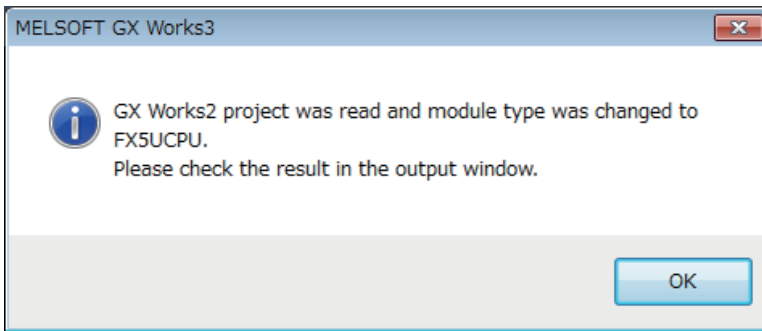 MELSOFT GX Works3
GX Works2 project was read and module type was changed to
FX5UCPU.
Please check the result in the output window.
OK